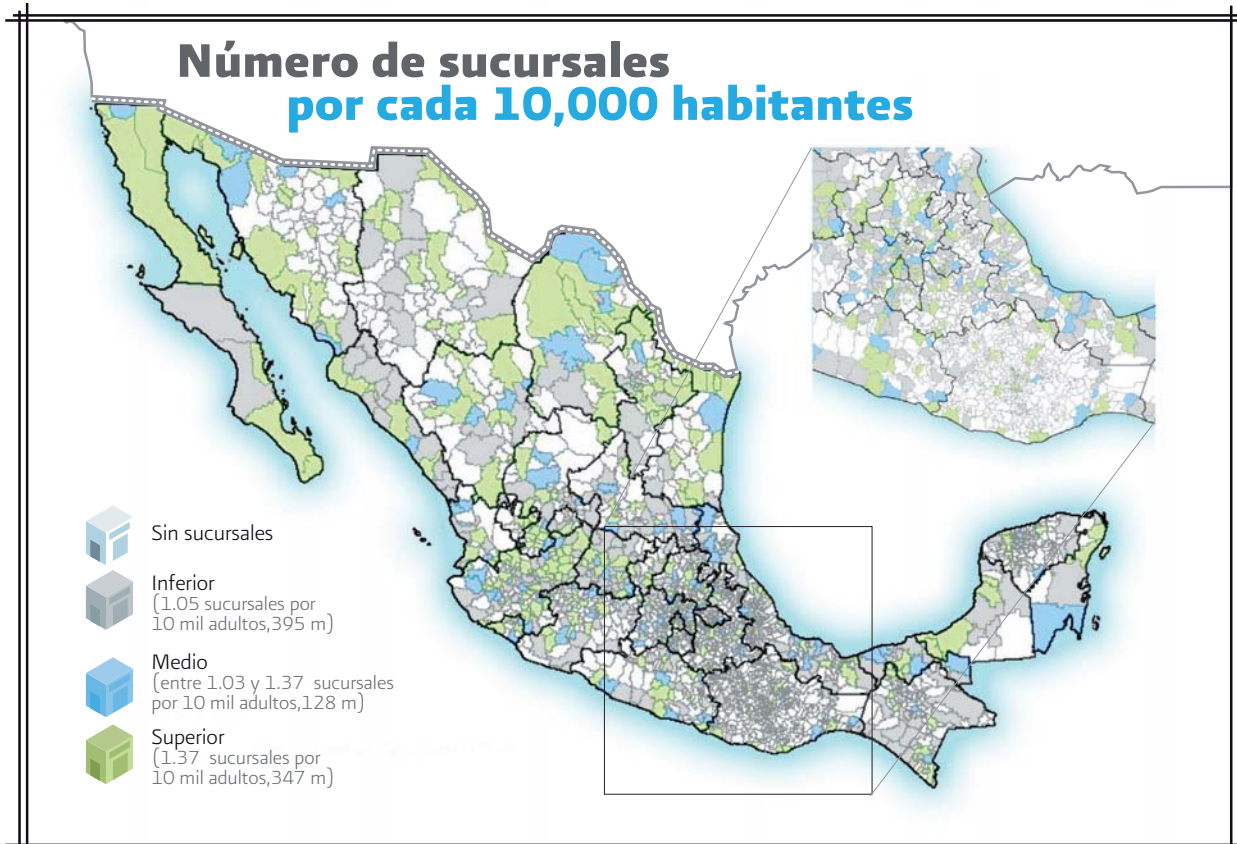 Número de sucursales
por cada 10,000 habitantes
Sin sucursales
Inferior
(1.05 sucursales por
10 mil adultos,395 m)
Medio
(entre 1.03 y 1.37 sucursales
por 10 mil adultos,128 m)
Superior
(1.37 sucursales por
10 mil adultos,347 m)